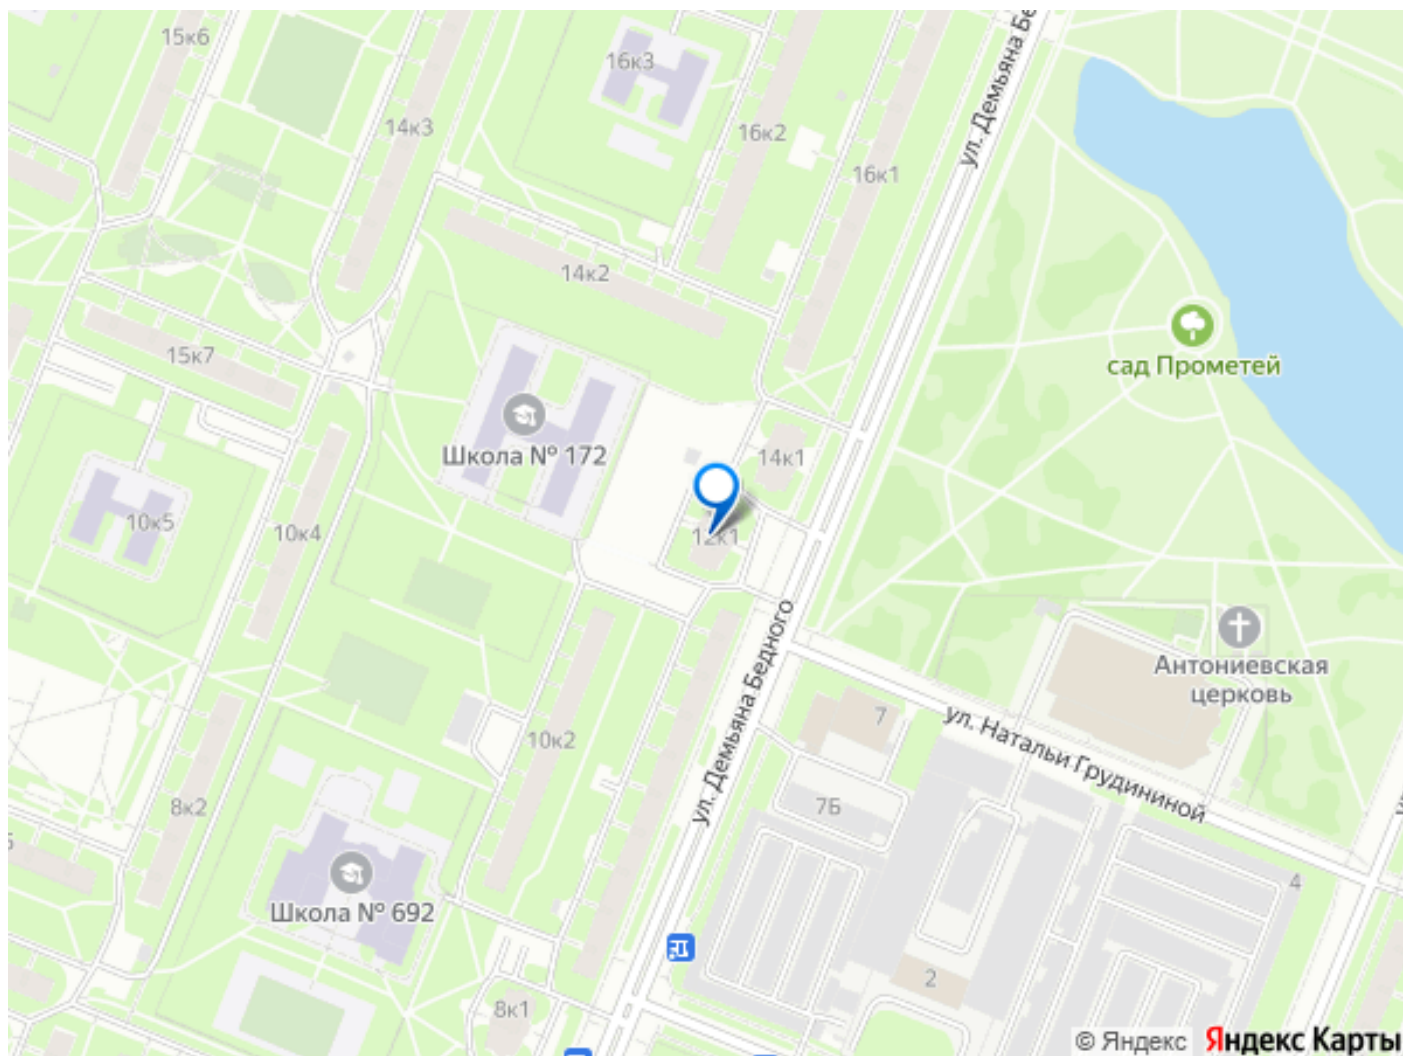 15к6
16к3
ул. Демьяна Бе
14к3
16к2
16к1
14к2
сад Прометей
15к7
Школа № 172
14к1
10к5
10к4
12к1
ул. Демьяна Бедного
Антониевская
церковь
7
ул. Натальи Грудининой
10к2
7Б
8к2
4
Школа № 692
2
8к1
© Яндекс
Яндекс Карты